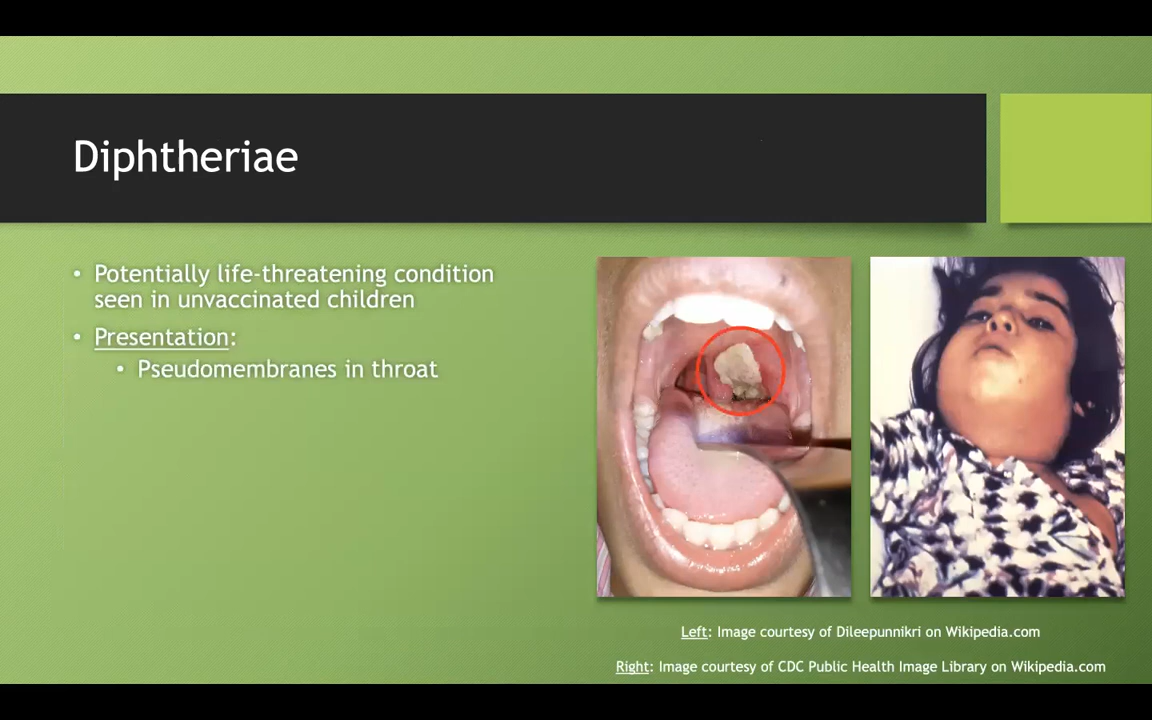 Diphtheriae
• Potentially life-threatening condition
seen in unvaccinated children
• Presentation:
• Pseudomembranes in throat
Left: Image courtesy of Dileepunnikri on Wikipedia.com
Right: Image courtesy of CDC Public Health Image Library on Wikipedia.com